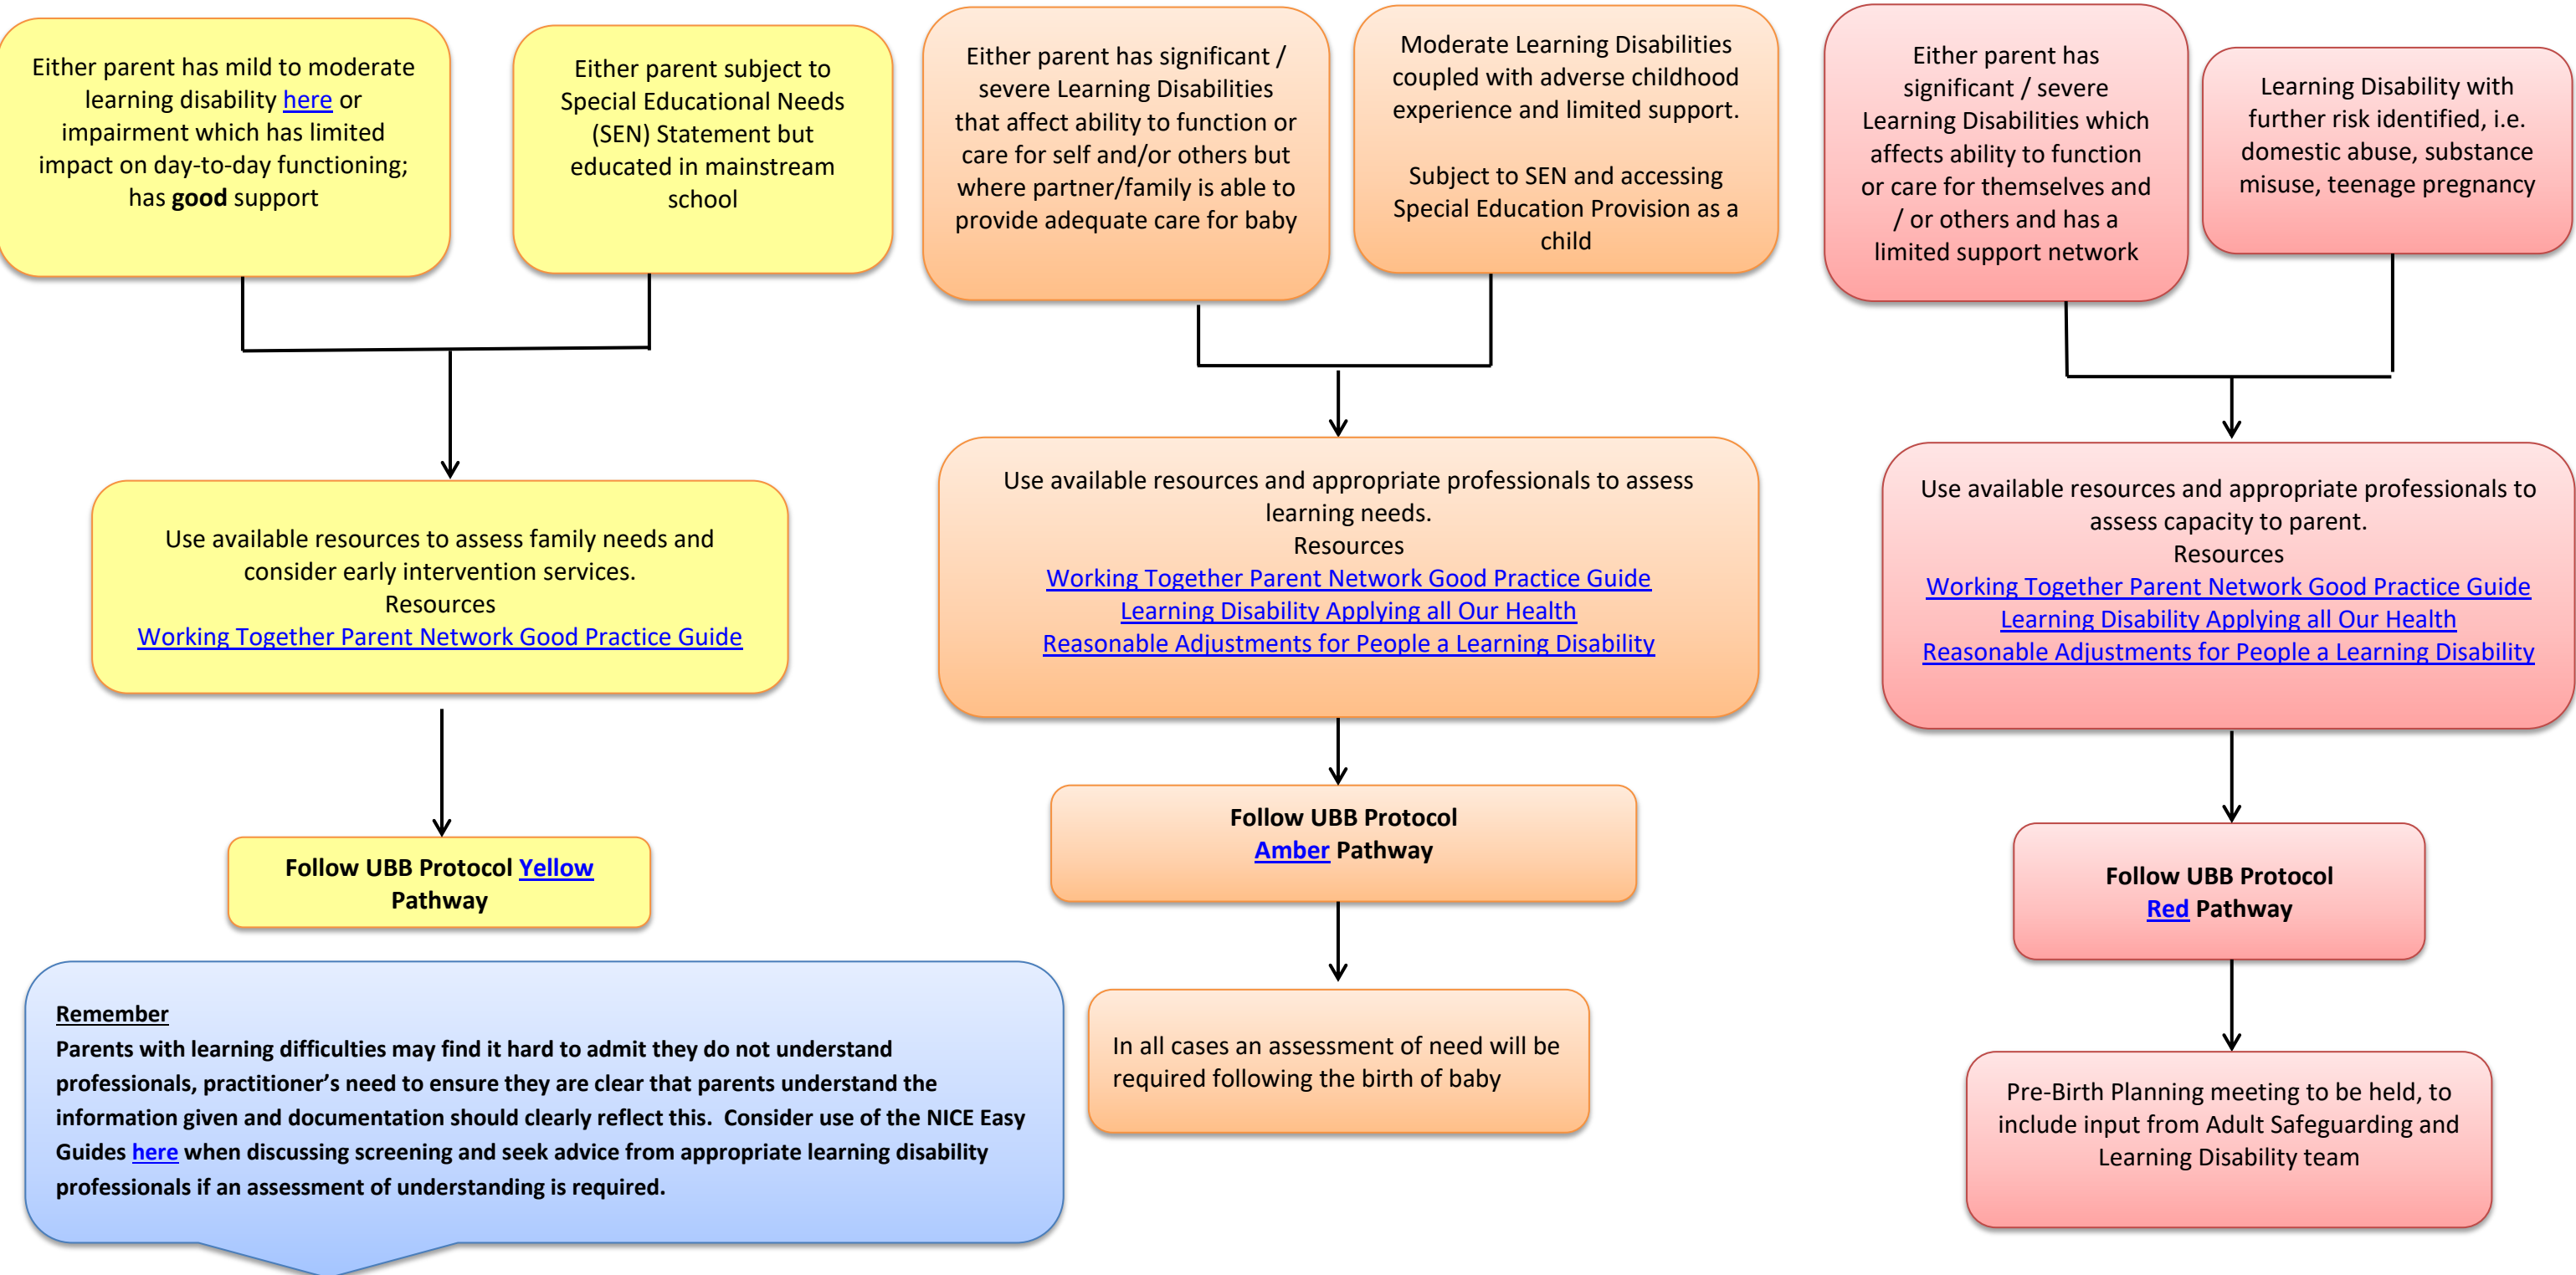 Either parent has mild to moderate
learning disability here or
impairment which has limited
impact on day-to-day functioning;
has good support
Either parent subject to
Special Educational Needs
(SEN) Statement but
educated in mainstream
school
Either parent has significant /
severe Learning Disabilities
that affect ability to function or
care for self and/or others but
where partner/family is able to
provide adequate care for baby
Moderate Learning Disabilities
coupled with adverse childhood
experience and limited support.
Subject to SEN and accessing
Special Education Provision as a
child
Either parent has
significant / severe
Learning Disabilities which
affects ability to function
or care for themselves and
/ or others and has a
limited support network
Learning Disability with
further risk identified, i.e.
domestic abuse, substance
misuse, teenage pregnancy
Use available resources to assess family needs and
consider early intervention services.
Resources
Working Together Parent Network Good Practice Guide
Use available resources and appropriate professionals to assess
learning needs.
Resources
Working Together Parent Network Good Practice Guide
Learning Disability Applying all Our Health
Reasonable Adjustments for People a Learning Disability
Use available resources and appropriate professionals to
assess capacity to parent.
Resources
Working Together Parent Network Good Practice Guide
Learning Disability Applying all Our Health
Reasonable Adjustments for People a Learning Disability
Follow UBB Protocol Yellow
Pathway
Follow UBB Protocol
Amber Pathway
Follow UBB Protocol
Red Pathway
Remember
Parents with learning difficulties may find it hard to admit they do not understand
professionals, practitioner’s need to ensure they are clear that parents understand the
information given and documentation should clearly reflect this.  Consider use of the NICE Easy
Guides here when discussing screening and seek advice from appropriate learning disability
professionals if an assessment of understanding is required.
In all cases an assessment of need will be
required following the birth of baby
Pre-Birth Planning meeting to be held, to
include input from Adult Safeguarding and
Learning Disability team